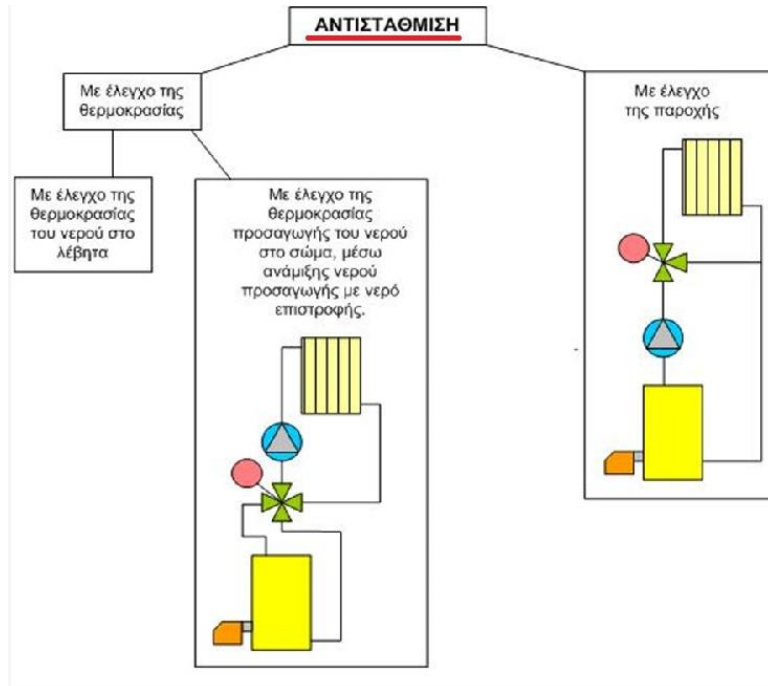 ΑΝΤΙΣΤΑΘΜΙΣΗ
Με έλεγχο της
θερμοκρασίας
Με έλεγχο της
θερμοκρασίας
του νερού στο
λέβητα
Με έλεγχο της
θερμοκρασίας
προσαγωγής του νερού
στο σώμα, μέσω
ανάμιξης νερού
προσαγωγής με νερό
επιστροφής.
Με έλεγχο
της παροχής